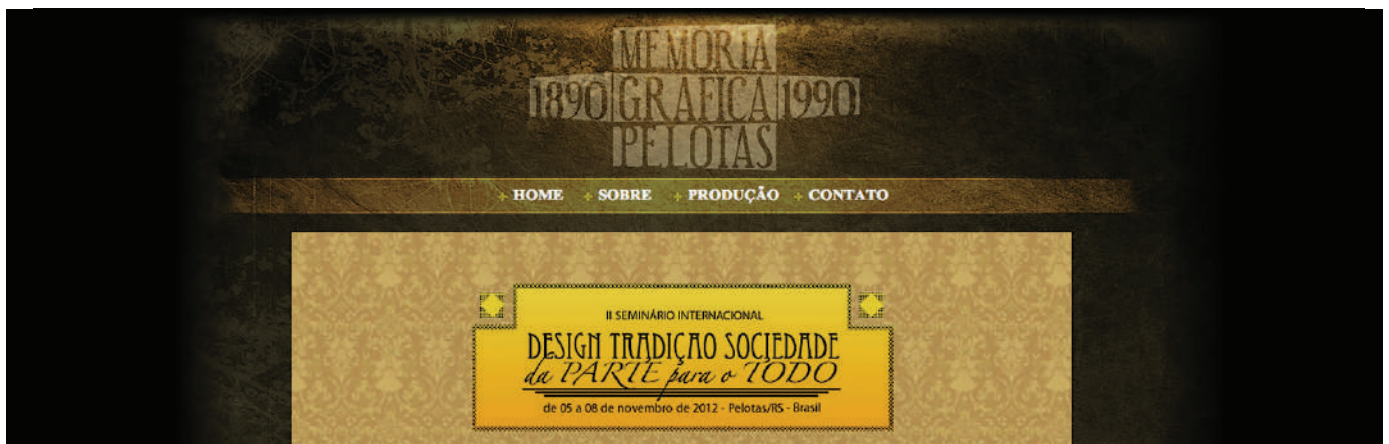 MEMORIA
1890 GRAFICA 1990
PELOTAS
HOME SOBRE PRODUÇÃO CONTATO
II SEMINÁRIO INTERNACIONAL
DESIGN TRADIÇAO SOCIEDADE
da PARTE para o TODO
de 05 a 08 de novembro de 2012 - Pelotas/RS - Brasil